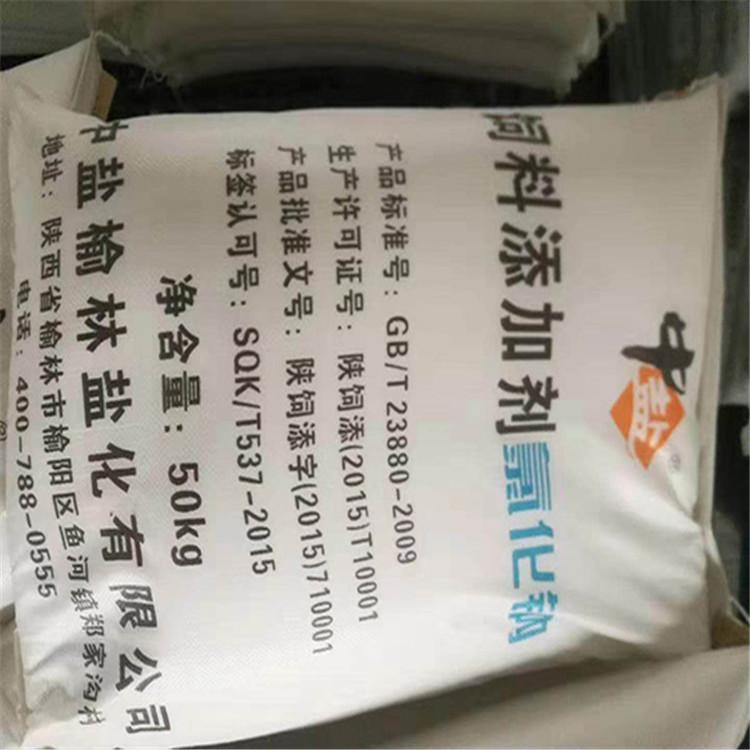 中盐
饲料添加剂氯化钠
产品标准号：GB/T 23880-2009
生产许可证号：陕饲添(2015)T10001
产品批准文号：陕饲添字(2015)710001
标签认可号：SQK/T537-2015
净含量：50kg
中盐榆林盐化有限公司
地址：陕西省榆林市榆阳区鱼河镇郑家沟村
电话：400-788-0555